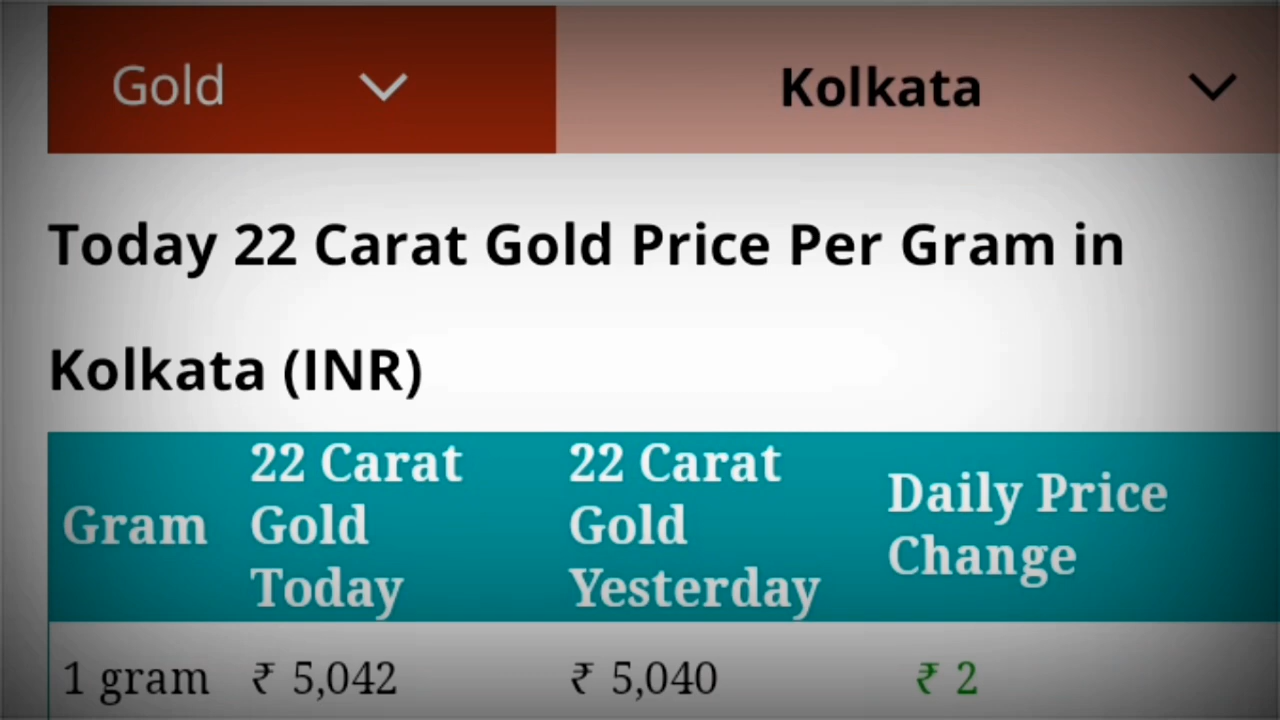 Gold Kolkata
Today 22 Carat Gold Price Per Gram in
Kolkata (INR)
Gram 22 Carat Gold Today 22 Carat Gold Yesterday Daily Price Change
1 gram ₹ 5,042 ₹ 5,040 ₹ 2